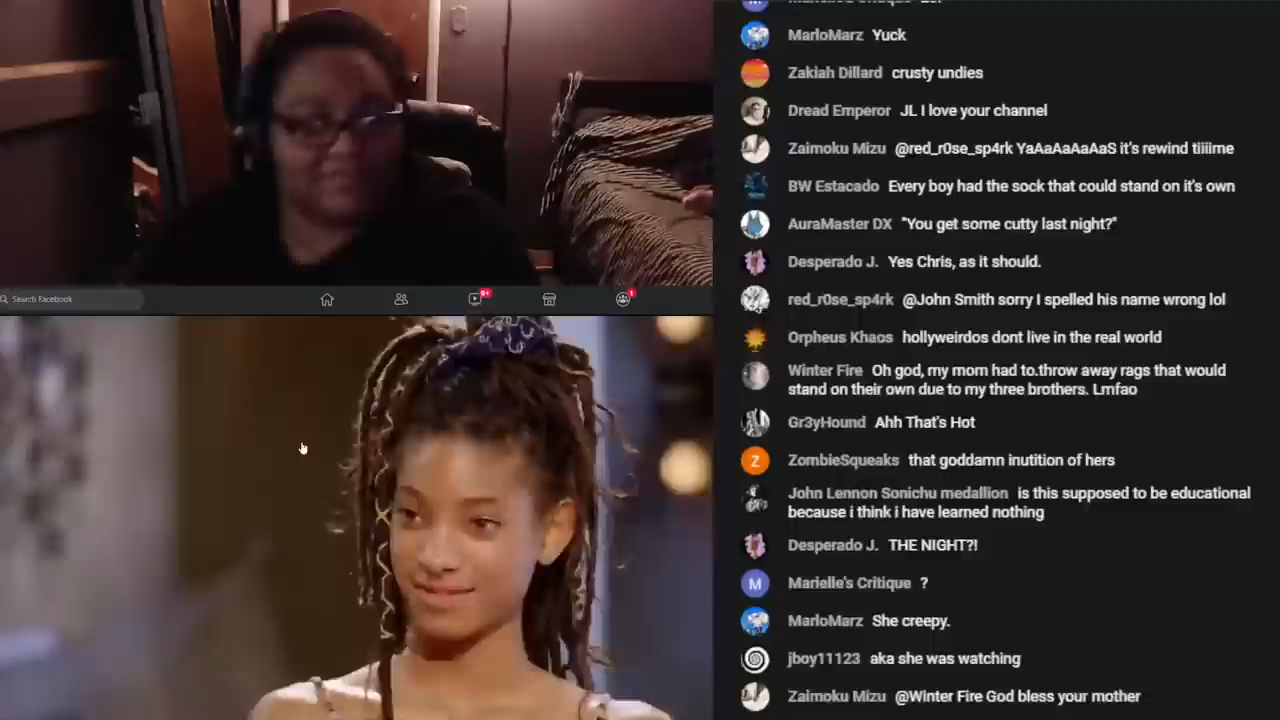 MarloMarz Yuck
Zakiah Dillard crusty undies
Dread Emperor JL I love your channel
Zaimoku Mizu @red_r0se_sp4rk YaAaAaAaAaS it's rewind tiiiime
BW Estacado Every boy had the sock that could stand on it's own
AuraMaster DX "You get some cutty last night?"
Desperado J. Yes Chris, as it should.
red_r0se_sp4rk @John Smith sorry I spelled his name wrong lol
Orpheus Khaos hollyweirdos dont live in the real world
Winter Fire Oh god, my mom had to.throw away rags that would
stand on their own due to my three brothers. Lmfao
Gr3yHound Ahh That's Hot
Z
ZombieSqueaks that goddamn inutition of hers
John Lennon Sonichu medallion is this supposed to be educational
because i think i have learned nothing
Desperado J. THE NIGHT?!
M
Marielle's Critique ?
MarloMarz She creepy.
jboy11123 aka she was watching
Zaimoku Mizu @Winter Fire God bless your mother
Search Facebook
9+
1